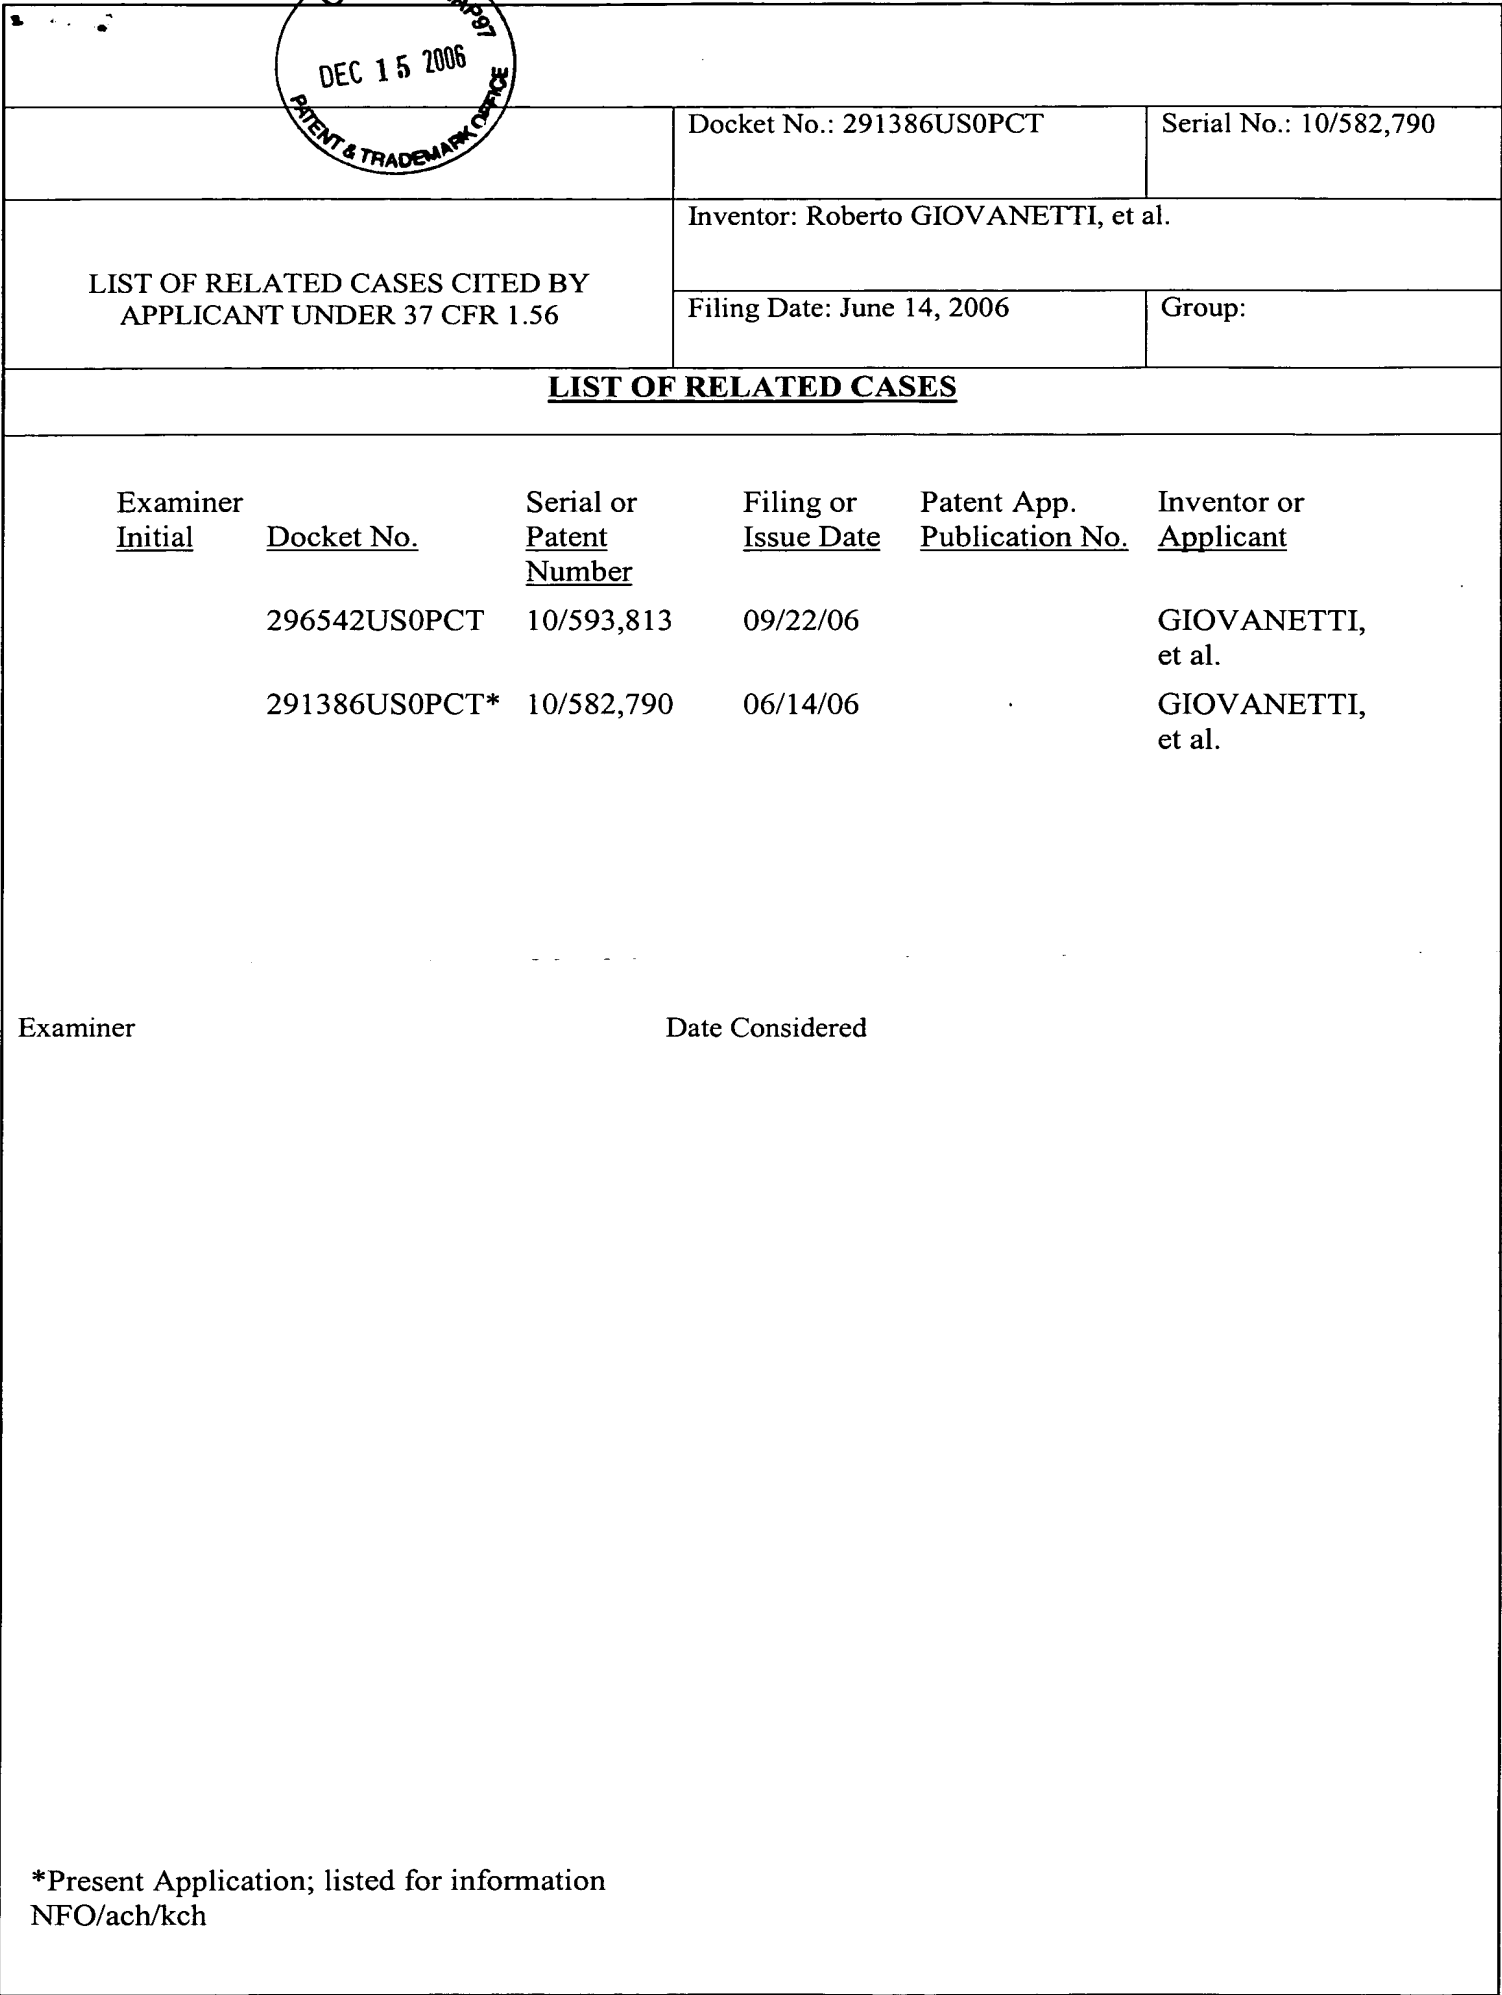 DEC 15 2006
PATENT & TRADEMARK OFFICE
Docket No.: 291386US0PCT
Serial No.: 10/582,790
LIST OF RELATED CASES CITED BY
APPLICANT UNDER 37 CFR 1.56
Inventor: Roberto GIOVANETTI, et al.
Filing Date: June 14, 2006
Group:
LIST OF RELATED CASES
Examiner Initial
Docket No.
Serial or Patent Number
Filing or Issue Date
Patent App. Publication No.
Inventor or Applicant
296542US0PCT 10/593,813 09/22/06 GIOVANETTI,
et al.
291386US0PCT* 10/582,790 06/14/06 GIOVANETTI,
et al.
Examiner Date Considered
*Present Application; listed for information
NFO/ach/kch